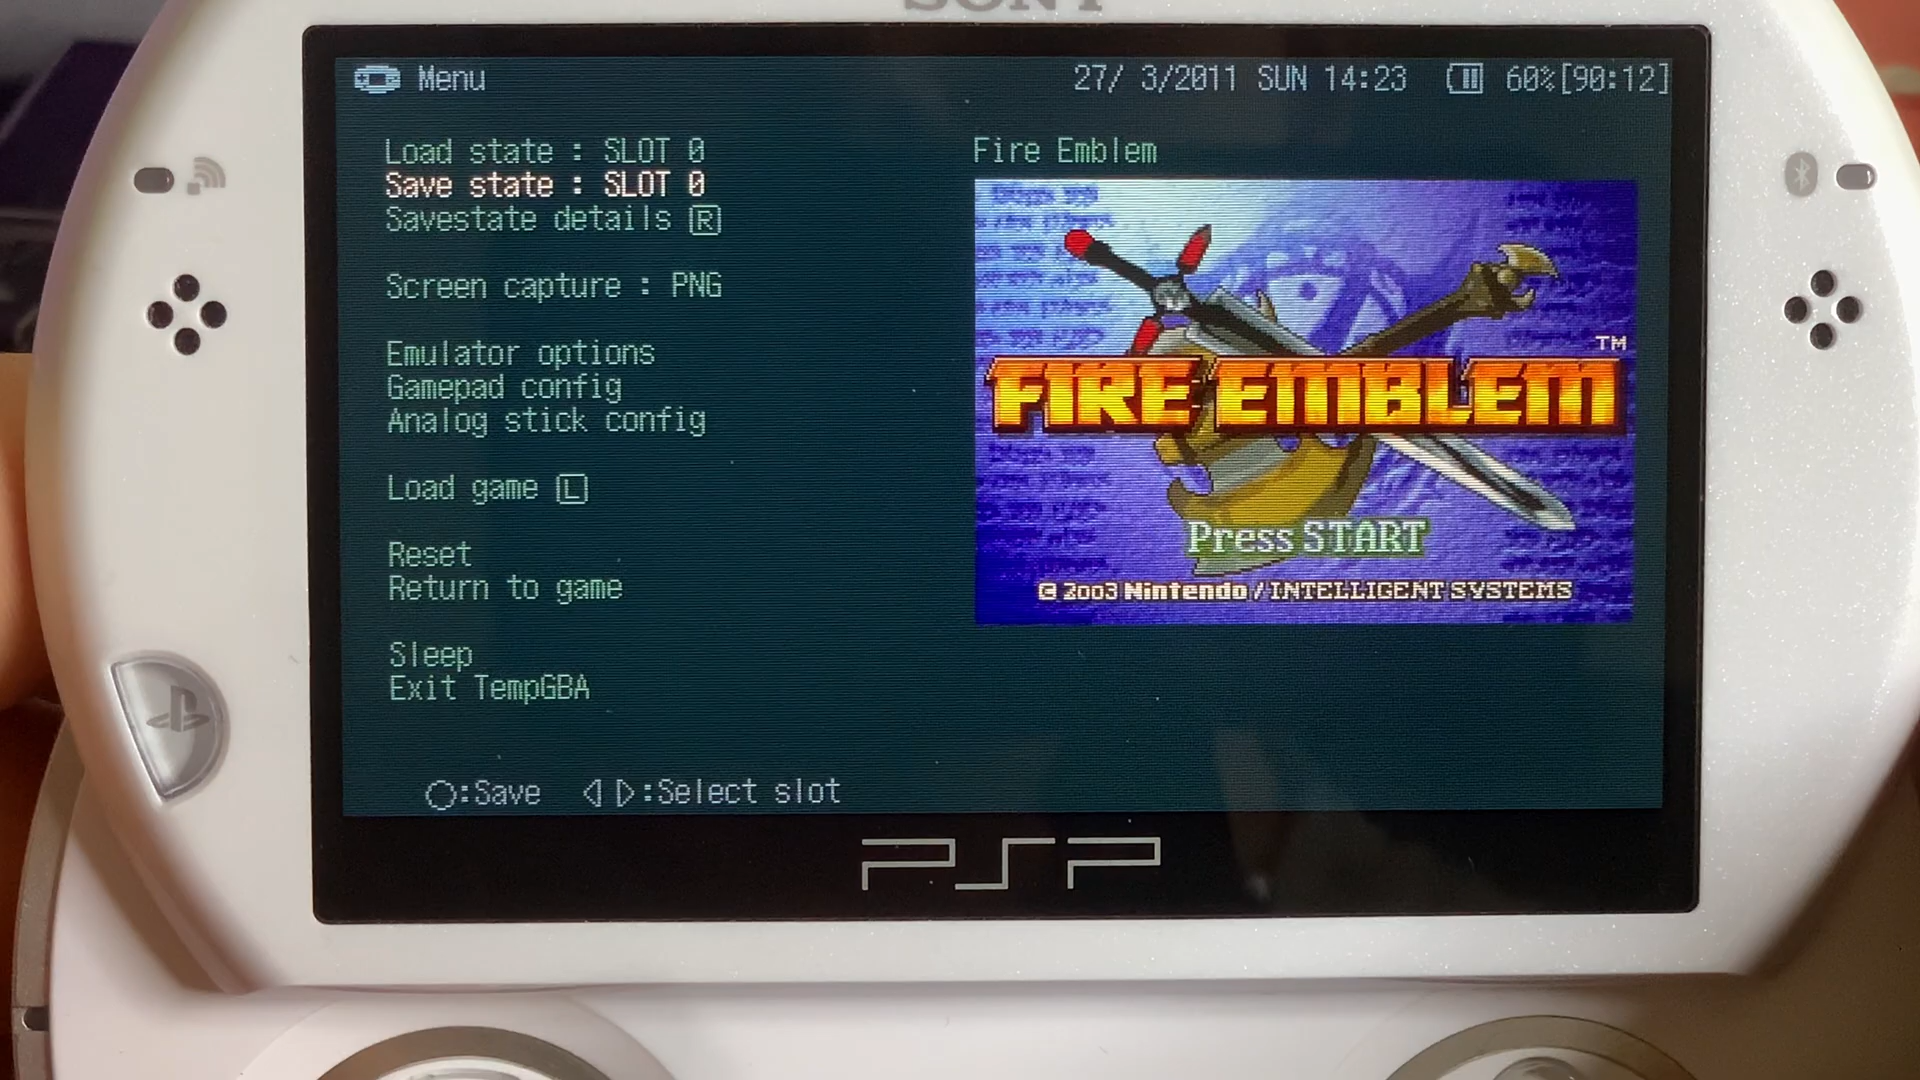 SONY
Menu 27/ 3/2011 SUN 14:23 60%[90:12]
Load state : SLOT 0
Save state : SLOT 0
Savestate details R
Screen capture : PNG
Emulator options
Gamepad config
Analog stick config
Load game L
Reset
Return to game
Sleep
Exit TempGBA
Fire Emblem
FIRE EMBLEM TM
Press START
© 2003 Nintendo / INTELLIGENT SYSTEMS
◯:Save ◁ ▷:Select slot
PSP